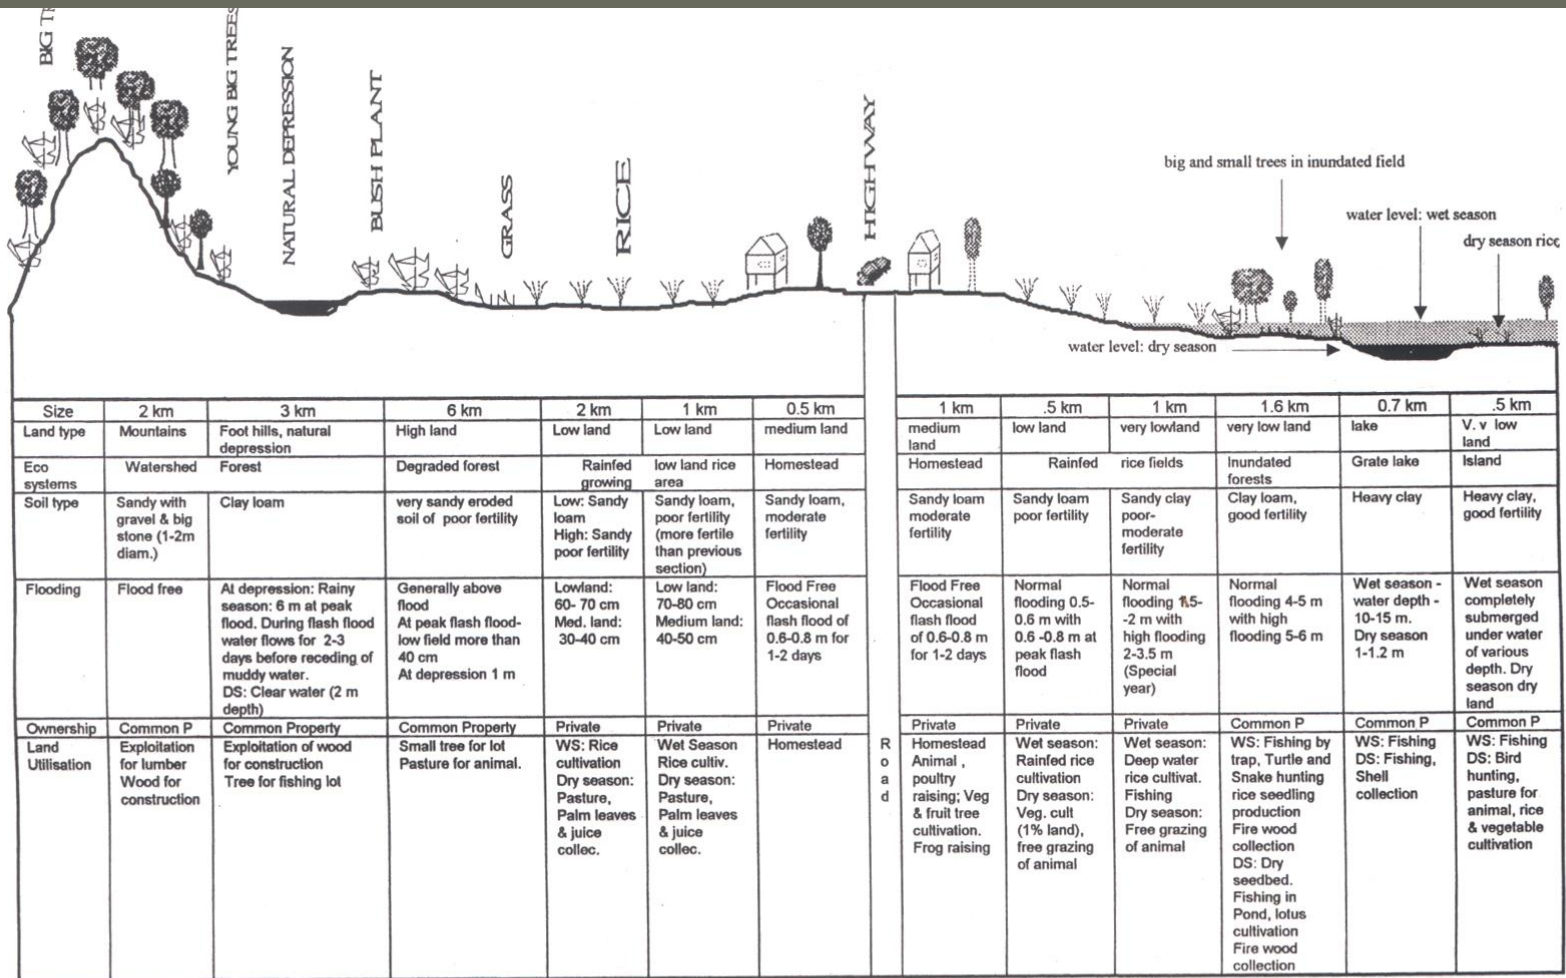 BIG
YOUNG BIG TREES
NATURAL DEPRESSION
BUSH PLANT
GRASS
RICE
HIGHWAY
big and small trees in inundated field
water level: wet season
dry season rice
water level: dry season
Size
2 km
3 km
6 km
2 km
1 km
0.5 km
1 km
.5 km
1 km
1.6 km
0.7 km
.5 km
Land type
Mountains
Foot hills, natural
depression
High land
Low land
Low land
medium land
medium
land
low land
very lowland
very low land
lake
V. v low
land
Eco
systems
Watershed
Forest
Degraded forest
Rainfed
growing
low land rice
area
Homestead
Homestead
Rainfed
rice fields
Inundated
forests
Grate lake
Island
Soil type
Sandy with
gravel & big
stone (1-2m
diam.)
Clay loam
very sandy eroded
soil of poor fertility
Low: Sandy
loam
High: Sandy
poor fertility
Sandy loam,
poor fertility
(more fertile
than previous
section)
Sandy loam,
moderate
fertility
Sandy loam
moderate
fertility
Sandy loam
poor fertility
Sandy clay
poor-
moderate
fertility
Clay loam,
good fertility
Heavy clay
Heavy clay,
good fertility
Flooding
Flood free
At depression: Rainy
season: 6 m at peak
flood. During flash flood
water flows for 2-3
days before receding of
muddy water.
DS: Clear water (2 m
depth)
Generally above
flood
At peak flash flood-
low field more than
40 cm
At depression 1 m
Lowland:
60- 70 cm
Med. land:
30-40 cm
Low land:
70-80 cm
Medium land:
40-50 cm
Flood Free
Occasional
flash flood of
0.6-0.8 m for
1-2 days
Flood Free
Occasional
flash flood
of 0.6-0.8 m
for 1-2 days
Normal
flooding 0.5-
0.6 m with
0.6 -0.8 m at
peak flash
flood
Normal
flooding 1.5-
-2 m with
high flooding
2-3.5 m
(Special
year)
Normal
flooding 4-5 m
with high
flooding 5-6 m
Wet season -
water depth -
10-15 m.
Dry season
1-1.2 m
Wet season
completely
submerged
under water
of various
depth. Dry
season dry
land
Ownership
Common P
Common Property
Common Property
Private
Private
Private
Private
Private
Private
Common P
Common P
Common P
Land
Utilisation
Exploitation
for lumber
Wood for
construction
Exploitation of wood
for construction
Tree for fishing lot
Small tree for lot
Pasture for animal.
WS: Rice
cultivation
Dry season:
Pasture,
Palm leaves
& juice
collec.
Wet Season
Rice cultiv.
Dry season:
Pasture,
Palm leaves
& juice
collec.
Homestead
R
o
a
d
Homestead
Animal ,
poultry
raising; Veg
& fruit tree
cultivation.
Frog raising
Wet season:
Rainfed rice
cultivation
Dry season:
Veg. cult
(1% land),
free grazing
of animal
Wet season:
Deep water
rice cultivat.
Fishing
Dry season:
Free grazing
of animal
WS: Fishing by
trap, Turtle and
Snake hunting
rice seedling
production
Fire wood
collection
DS: Dry
seedbed.
Fishing in
Pond, lotus
cultivation
Fire wood
collection
WS: Fishing
DS: Fishing,
Shell
collection
WS: Fishing
DS: Bird
hunting,
pasture for
animal, rice
& vegetable
cultivation